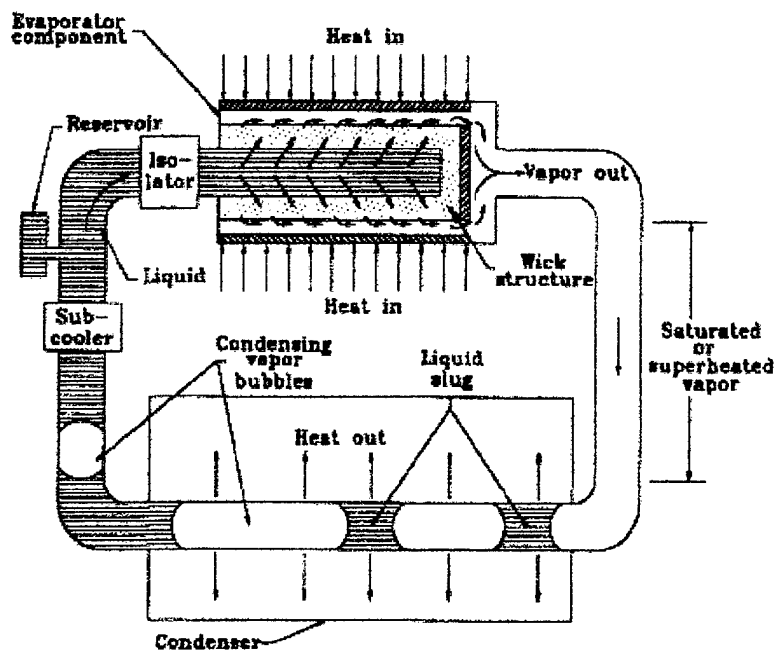 Evaporator
component
Heat in
Reservoir
Iso-
lator
Vapor out
Liquid
Wick
structure
Heat in
Sub-
cooler
Condensing
vapor
bubbles
Liquid
slug
Saturated
or
superheated
vapor
Heat out
Condenser